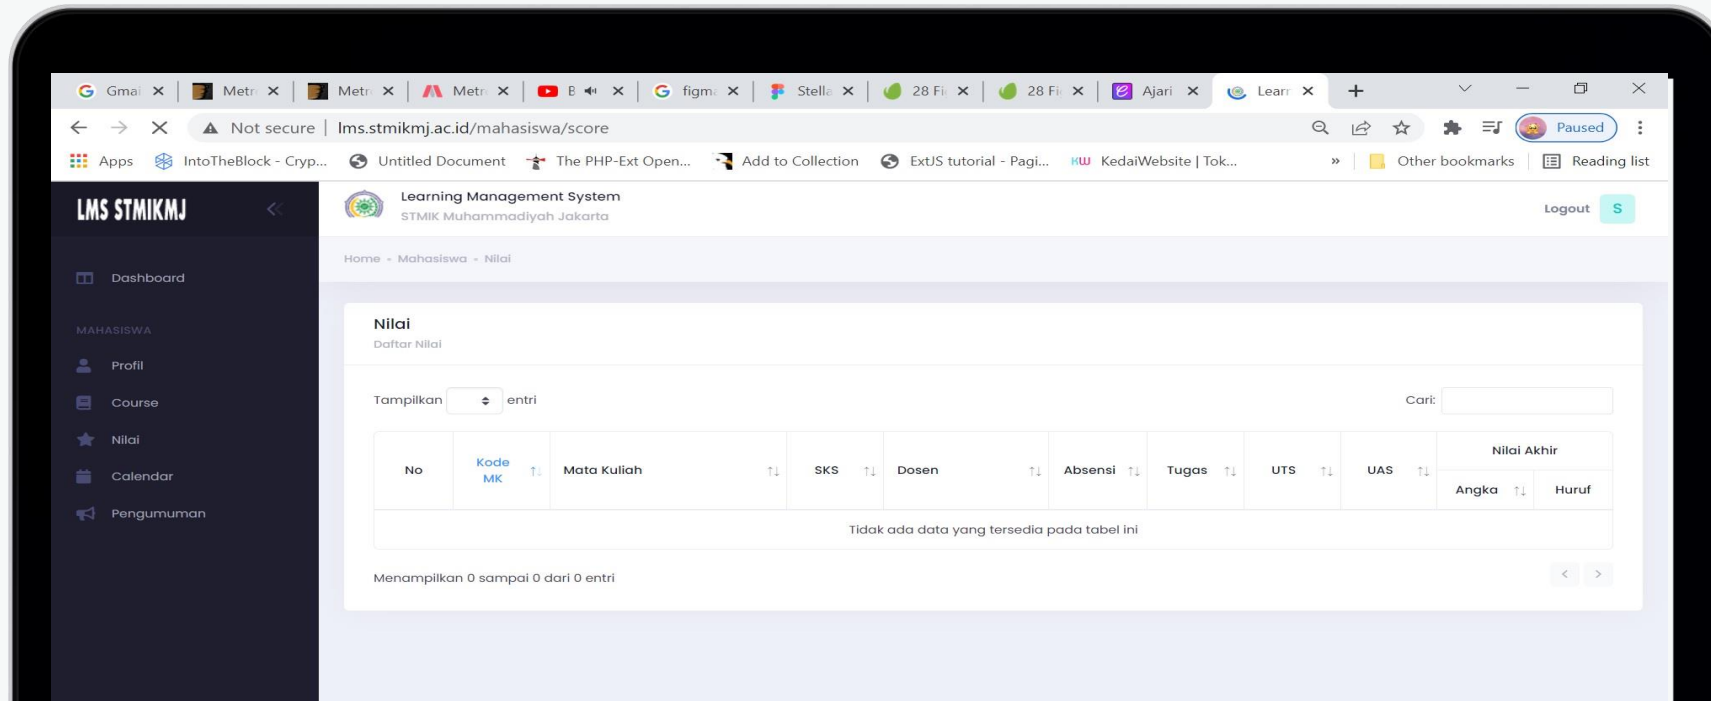 Gmai
Metr
Metr
Metr
B
figm
Stella
28 Fi
28 Fi
Ajari
Learn
Not secure | lms.stmikmj.ac.id/mahasiswa/score
Paused
Apps
IntoTheBlock - Cryp...
Untitled Document
The PHP-Ext Open...
Add to Collection
ExtJS tutorial - Pagi...
KW KedaiWebsite | Tok...
»
Other bookmarks
Reading list
LMS STMIKMJ
Learning Management System
STMIK Muhammadiyah Jakarta
Logout S
Home - Mahasiswa - Nilai
Dashboard
MAHASISWA
Profil
Course
Nilai
Calendar
Pengumuman
Nilai
Daftar Nilai
Tampilkan entri
Cari:
No
Kode
MK
Mata Kuliah
SKS
Dosen
Absensi
Tugas
UTS
UAS
Nilai Akhir
Angka
Huruf
Tidak ada data yang tersedia pada tabel ini
Menampilkan 0 sampai 0 dari 0 entri
< >